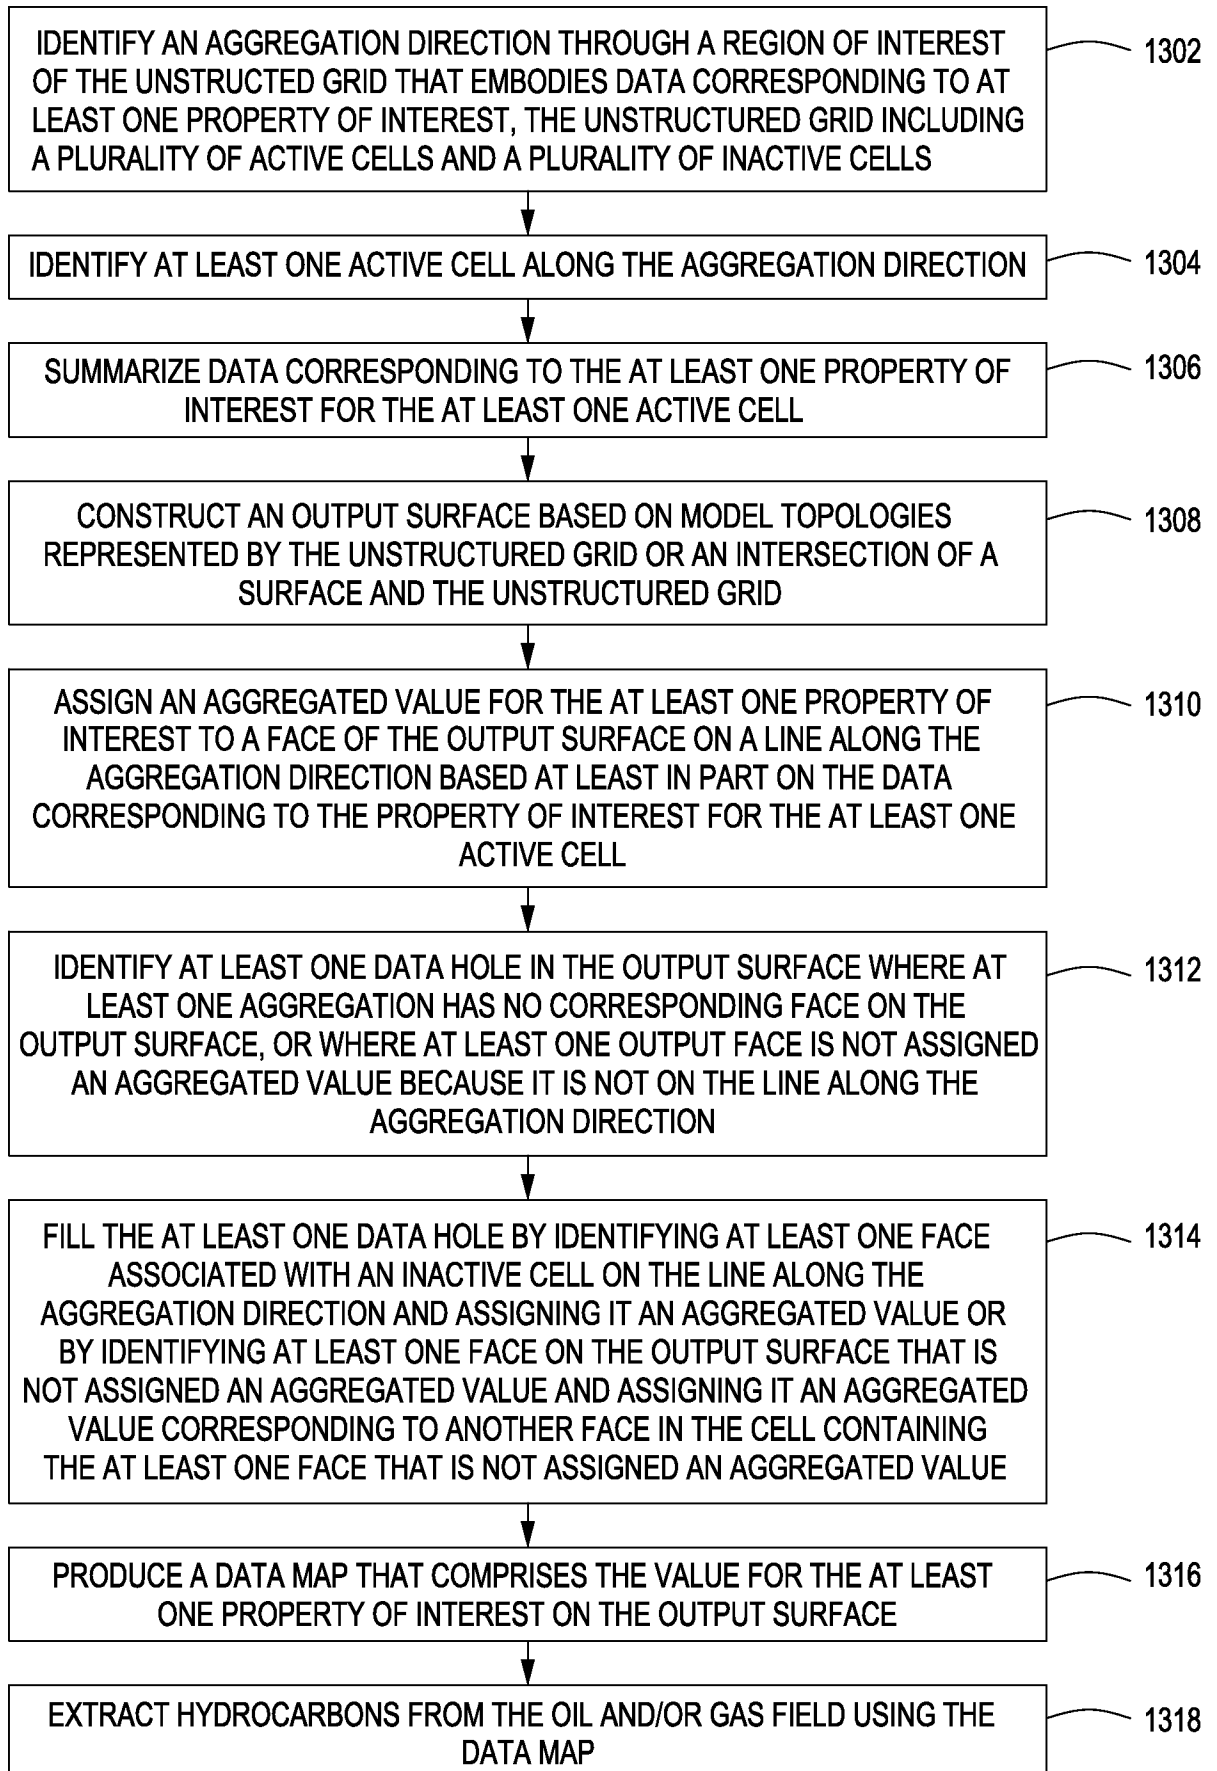 IDENTIFY AN AGGREGATION DIRECTION THROUGH A REGION OF INTEREST
OF THE UNSTRUCTED GRID THAT EMBODIES DATA CORRESPONDING TO AT
LEAST ONE PROPERTY OF INTEREST, THE UNSTRUCTURED GRID INCLUDING
A PLURALITY OF ACTIVE CELLS AND A PLURALITY OF INACTIVE CELLS
1302
IDENTIFY AT LEAST ONE ACTIVE CELL ALONG THE AGGREGATION DIRECTION
1304
SUMMARIZE DATA CORRESPONDING TO THE AT LEAST ONE PROPERTY OF
INTEREST FOR THE AT LEAST ONE ACTIVE CELL
1306
CONSTRUCT AN OUTPUT SURFACE BASED ON MODEL TOPOLOGIES
REPRESENTED BY THE UNSTRUCTURED GRID OR AN INTERSECTION OF A
SURFACE AND THE UNSTRUCTURED GRID
1308
ASSIGN AN AGGREGATED VALUE FOR THE AT LEAST ONE PROPERTY OF
INTEREST TO A FACE OF THE OUTPUT SURFACE ON A LINE ALONG THE
AGGREGATION DIRECTION BASED AT LEAST IN PART ON THE DATA
CORRESPONDING TO THE PROPERTY OF INTEREST FOR THE AT LEAST ONE
ACTIVE CELL
1310
IDENTIFY AT LEAST ONE DATA HOLE IN THE OUTPUT SURFACE WHERE AT
LEAST ONE AGGREGATION HAS NO CORRESPONDING FACE ON THE
OUTPUT SURFACE, OR WHERE AT LEAST ONE OUTPUT FACE IS NOT ASSIGNED
AN AGGREGATED VALUE BECAUSE IT IS NOT ON THE LINE ALONG THE
AGGREGATION DIRECTION
1312
FILL THE AT LEAST ONE DATA HOLE BY IDENTIFYING AT LEAST ONE FACE
ASSOCIATED WITH AN INACTIVE CELL ON THE LINE ALONG THE
AGGREGATION DIRECTION AND ASSIGNING IT AN AGGREGATED VALUE OR
BY IDENTIFYING AT LEAST ONE FACE ON THE OUTPUT SURFACE THAT IS
NOT ASSIGNED AN AGGREGATED VALUE AND ASSIGNING IT AN AGGREGATED
VALUE CORRESPONDING TO ANOTHER FACE IN THE CELL CONTAINING
THE AT LEAST ONE FACE THAT IS NOT ASSIGNED AN AGGREGATED VALUE
1314
PRODUCE A DATA MAP THAT COMPRISES THE VALUE FOR THE AT LEAST
ONE PROPERTY OF INTEREST ON THE OUTPUT SURFACE
1316
EXTRACT HYDROCARBONS FROM THE OIL AND/OR GAS FIELD USING THE
DATA MAP
1318